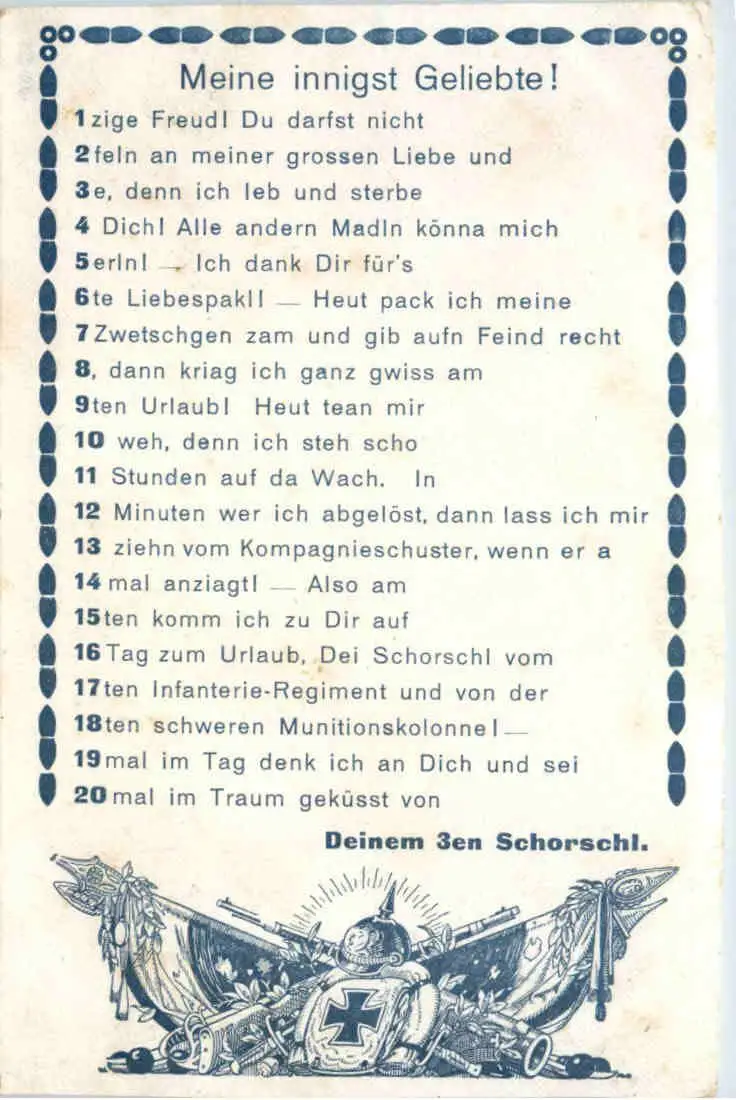 Meine innigst Geliebte!
1zige Freud! Du darfst nicht
2feln an meiner grossen Liebe und
3e, denn ich leb und sterbe
4 Dich! Alle andern Madln könna mich
5erln! — Ich dank Dir für's
6te Liebespakl! — Heut pack ich meine
7 Zwetschgen zam und gib aufn Feind recht
8, dann kriag ich ganz gwiss am
9ten Urlaub! Heut tean mir
10 weh, denn ich steh scho
11 Stunden auf da Wach. In
12 Minuten wer ich abgelöst, dann lass ich mir
13 ziehn vom Kompagnieschuster, wenn er a
14 mal anziagt! — Also am
15ten komm ich zu Dir auf
16 Tag zum Urlaub, Dei Schorschl vom
17ten Infanterie-Regiment und von der
18ten schweren Munitionskolonne! —
19mal im Tag denk ich an Dich und sei
20mal im Traum geküsst von
Deinem 3en Schorschl.